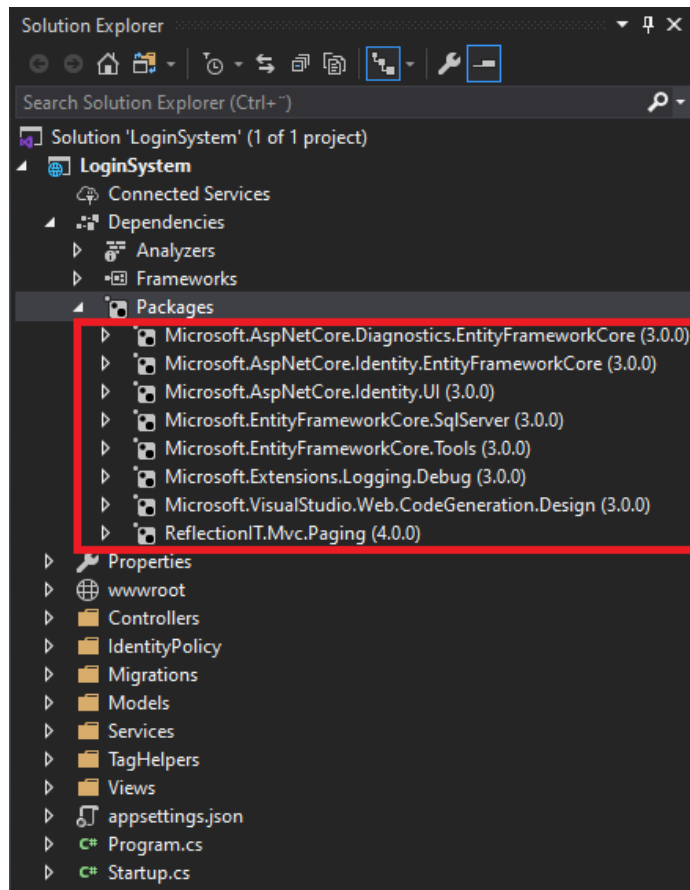 Solution Explorer
Search Solution Explorer (Ctrl+¨)
Solution 'LoginSystem' (1 of 1 project)
LoginSystem
Connected Services
Dependencies
Analyzers
Frameworks
Packages
Microsoft.AspNetCore.Diagnostics.EntityFrameworkCore (3.0.0)
Microsoft.AspNetCore.Identity.EntityFrameworkCore (3.0.0)
Microsoft.AspNetCore.Identity.UI (3.0.0)
Microsoft.EntityFrameworkCore.SqlServer (3.0.0)
Microsoft.EntityFrameworkCore.Tools (3.0.0)
Microsoft.Extensions.Logging.Debug (3.0.0)
Microsoft.VisualStudio.Web.CodeGeneration.Design (3.0.0)
ReflectionIT.Mvc.Paging (4.0.0)
Properties
wwwroot
Controllers
IdentityPolicy
Migrations
Models
Services
TagHelpers
Views
appsettings.json
C# Program.cs
C# Startup.cs